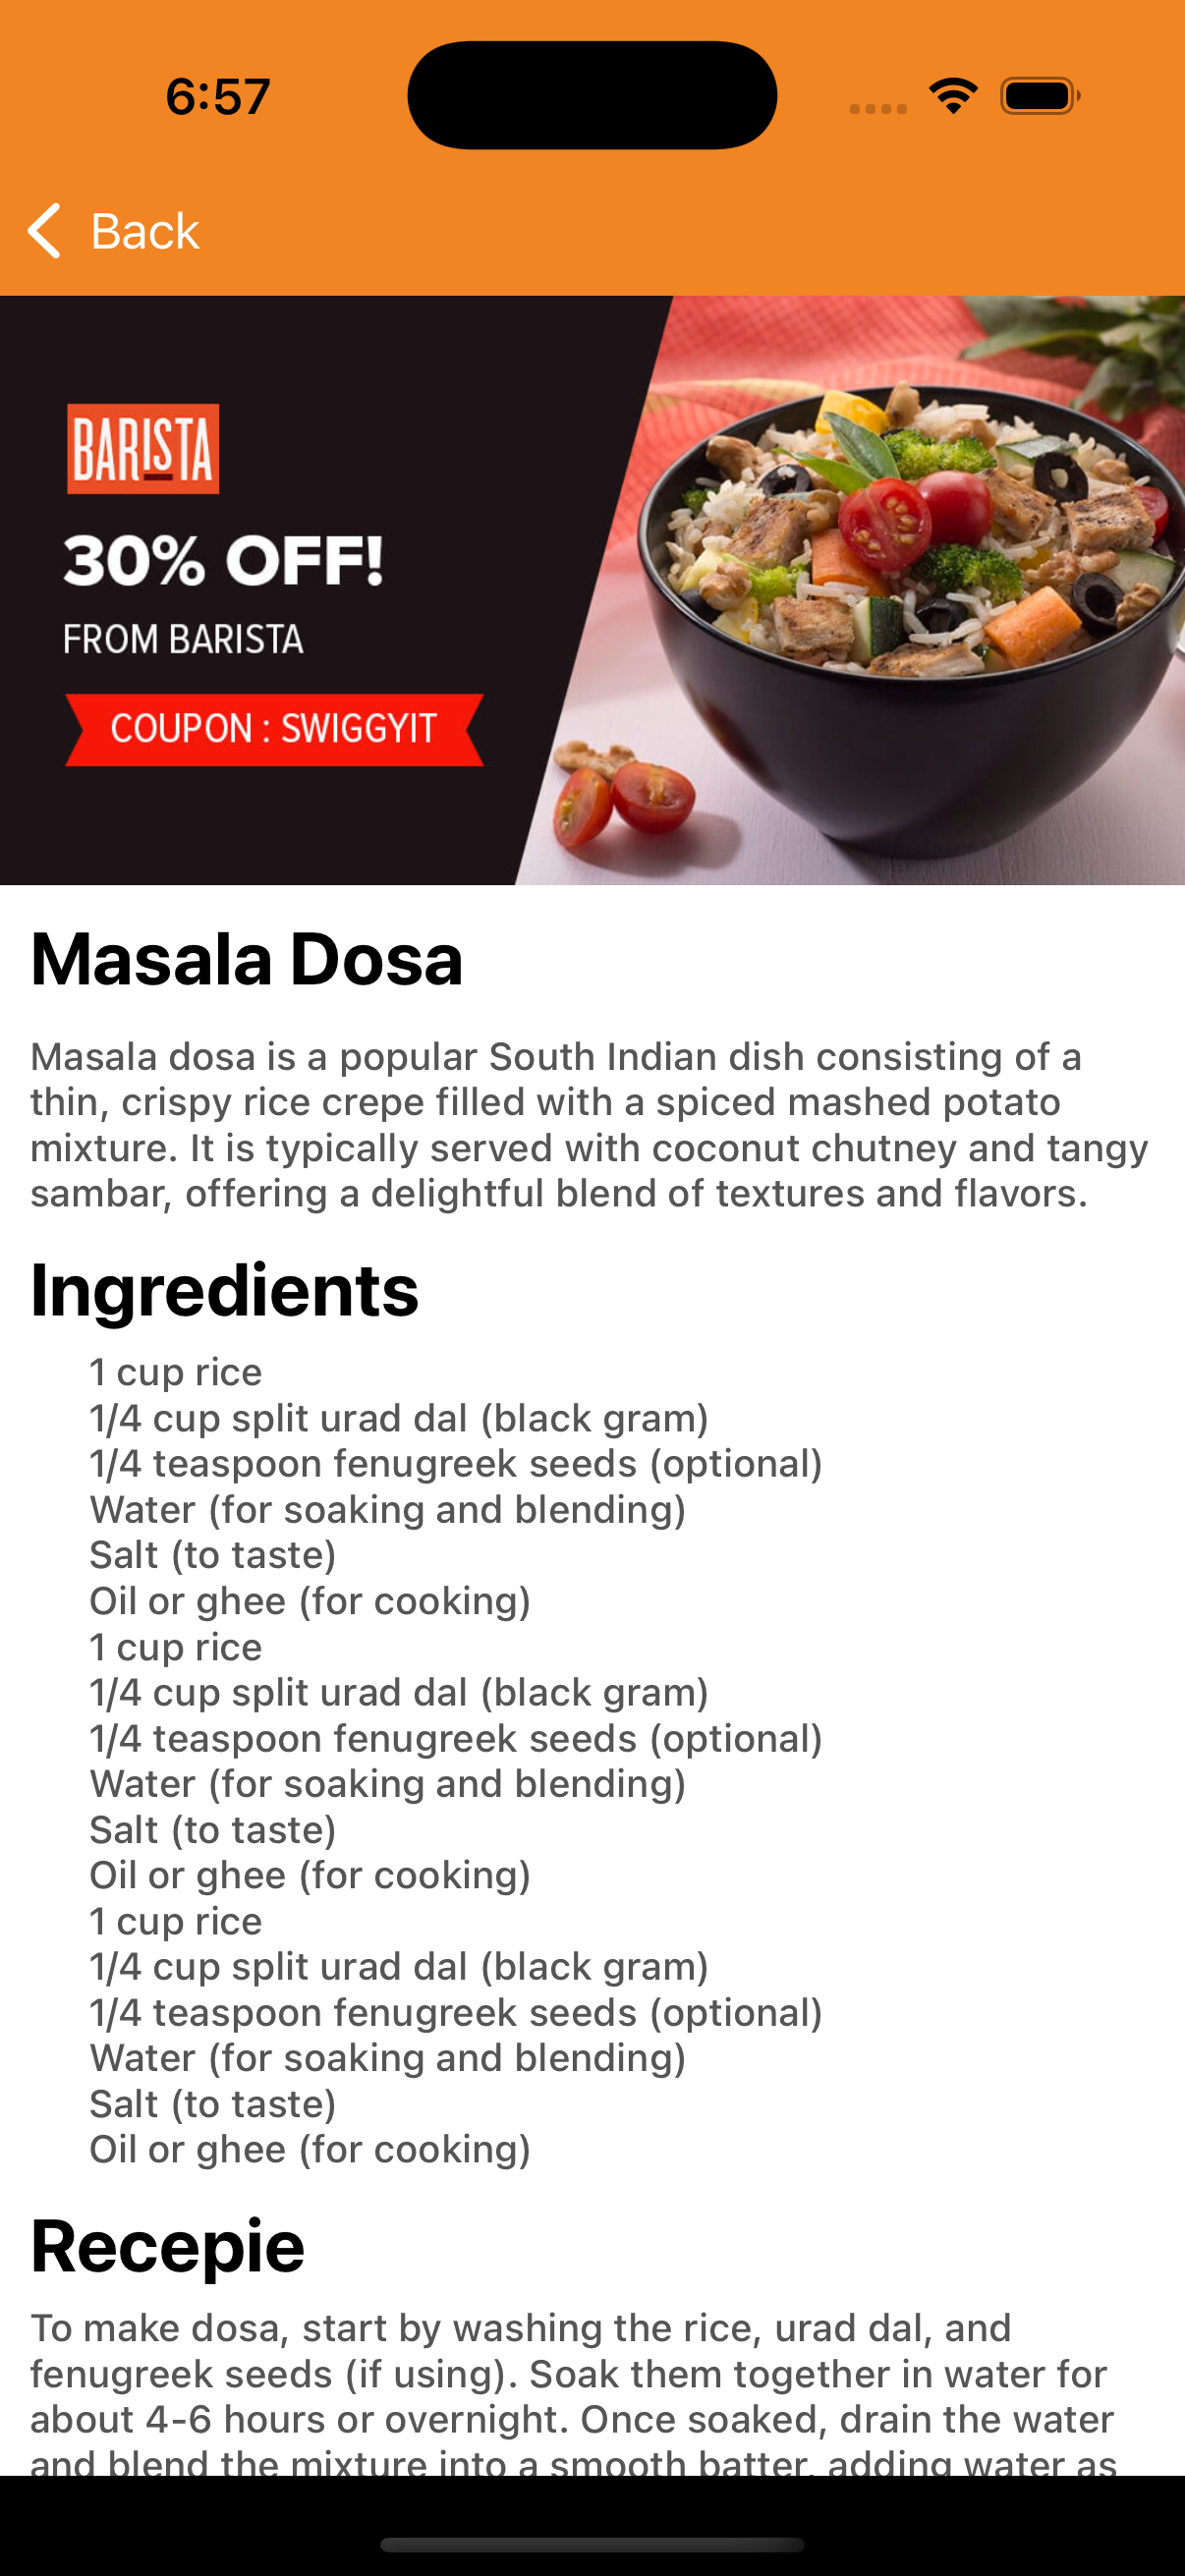 6:57
Back
BARISTA
30% OFF!
FROM BARISTA
COUPON : SWIGGYIT
Masala Dosa
Masala dosa is a popular South Indian dish consisting of a
thin, crispy rice crepe filled with a spiced mashed potato
mixture. It is typically served with coconut chutney and tangy
sambar, offering a delightful blend of textures and flavors.
Ingredients
1 cup rice
1/4 cup split urad dal (black gram)
1/4 teaspoon fenugreek seeds (optional)
Water (for soaking and blending)
Salt (to taste)
Oil or ghee (for cooking)
1 cup rice
1/4 cup split urad dal (black gram)
1/4 teaspoon fenugreek seeds (optional)
Water (for soaking and blending)
Salt (to taste)
Oil or ghee (for cooking)
1 cup rice
1/4 cup split urad dal (black gram)
1/4 teaspoon fenugreek seeds (optional)
Water (for soaking and blending)
Salt (to taste)
Oil or ghee (for cooking)
Recepie
To make dosa, start by washing the rice, urad dal, and
fenugreek seeds (if using). Soak them together in water for
about 4-6 hours or overnight. Once soaked, drain the water
and blend the mixture into a smooth batter, adding water as